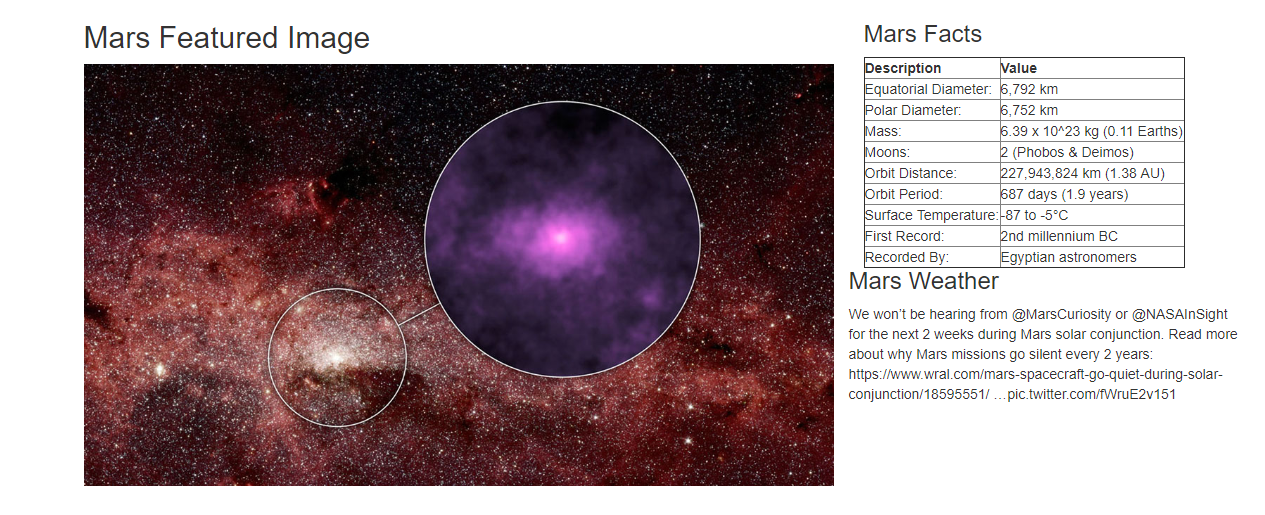 Mars Featured Image
Mars Facts
Description Value
Equatorial Diameter: 6,792 km
Polar Diameter: 6,752 km
Mass: 6.39 x 10^23 kg (0.11 Earths)
Moons: 2 (Phobos & Deimos)
Orbit Distance: 227,943,824 km (1.38 AU)
Orbit Period: 687 days (1.9 years)
Surface Temperature: -87 to -5°C
First Record: 2nd millennium BC
Recorded By: Egyptian astronomers
Mars Weather
We won’t be hearing from @MarsCuriosity or @NASAInSight
for the next 2 weeks during Mars solar conjunction. Read more
about why Mars missions go silent every 2 years:
https://www.wral.com/mars-spacecraft-go-quiet-during-solar-
conjunction/18595551/ …pic.twitter.com/fWruE2v151